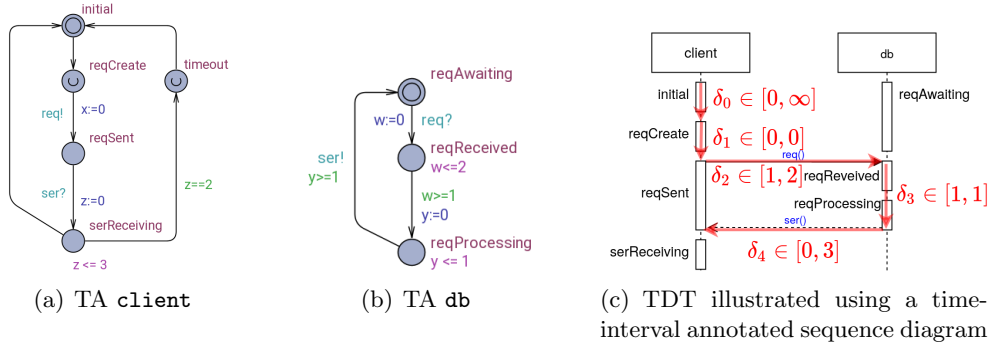 initial
reqCreate
timeout
C
C
req!
x:=0
reqSent
ser?
z:=0
z==2
serReceiving
z <= 3
(a) TA client
reqAwaiting
w:=0
req?
ser!
y>=1
reqReceived
w<=2
w>=1
y:=0
reqProcessing
y <= 1
(b) TA db
client
db
initial
δ0 ∈ [0, ∞]
reqAwaiting
reqCreate
δ1 ∈ [0, 0]
req()
δ2 ∈ [1, 2]
reqReveived
reqSent
δ3 ∈ [1, 1]
reqProcessing
ser()
serReceiving
δ4 ∈ [0, 3]
(c) TDT illustrated using a time-
interval annotated sequence diagram